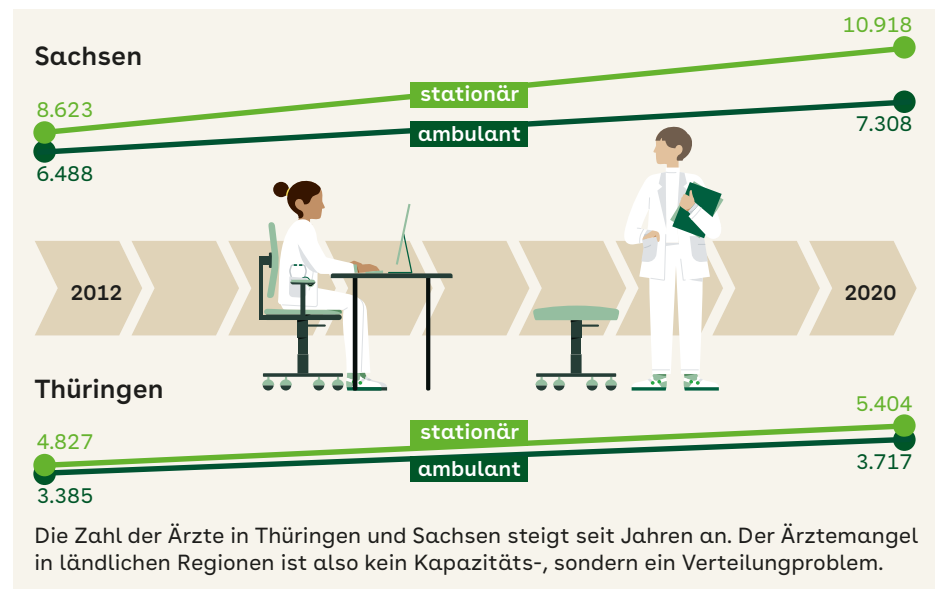 10.918
Sachsen
8.623
stationär
ambulant
7.308
6.488
2012
2020
Thüringen
5.404
4.827
stationär
ambulant
3.717
3.385
Die Zahl der Ärzte in Thüringen und Sachsen steigt seit Jahren an. Der Ärztemangel
in ländlichen Regionen ist also kein Kapazitäts-, sondern ein Verteilungproblem.